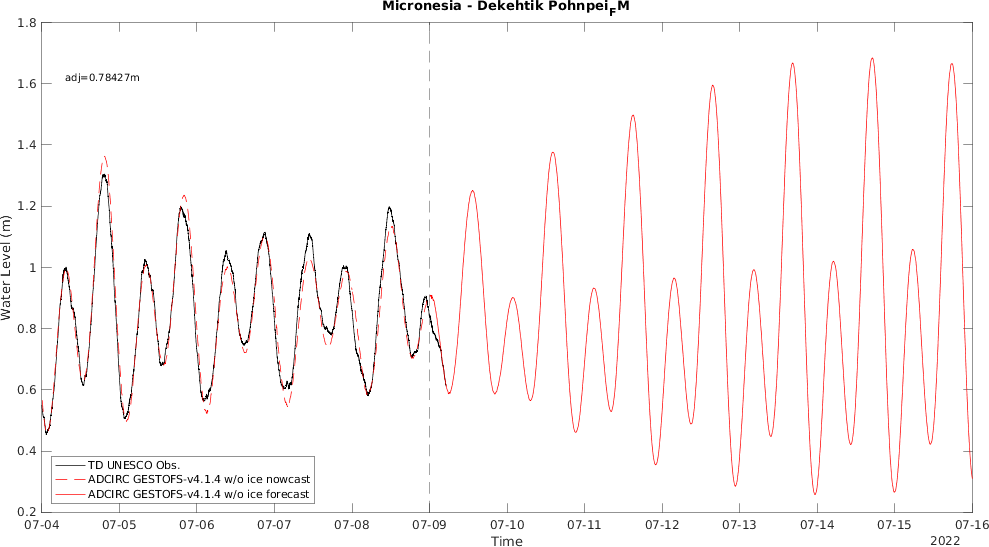 Micronesia - Dekehtik Pohnpei_FM
1.8
1.6
1.4
1.2
1
0.8
0.6
0.4
0.2
Water Level (m)
adj=0.78427m
TD UNESCO Obs.
ADCIRC GESTOFS-v4.1.4 w/o ice nowcast
ADCIRC GESTOFS-v4.1.4 w/o ice forecast
07-04 07-05 07-06 07-07 07-08 07-09 07-10 07-11 07-12 07-13 07-14 07-15 07-16
Time
2022